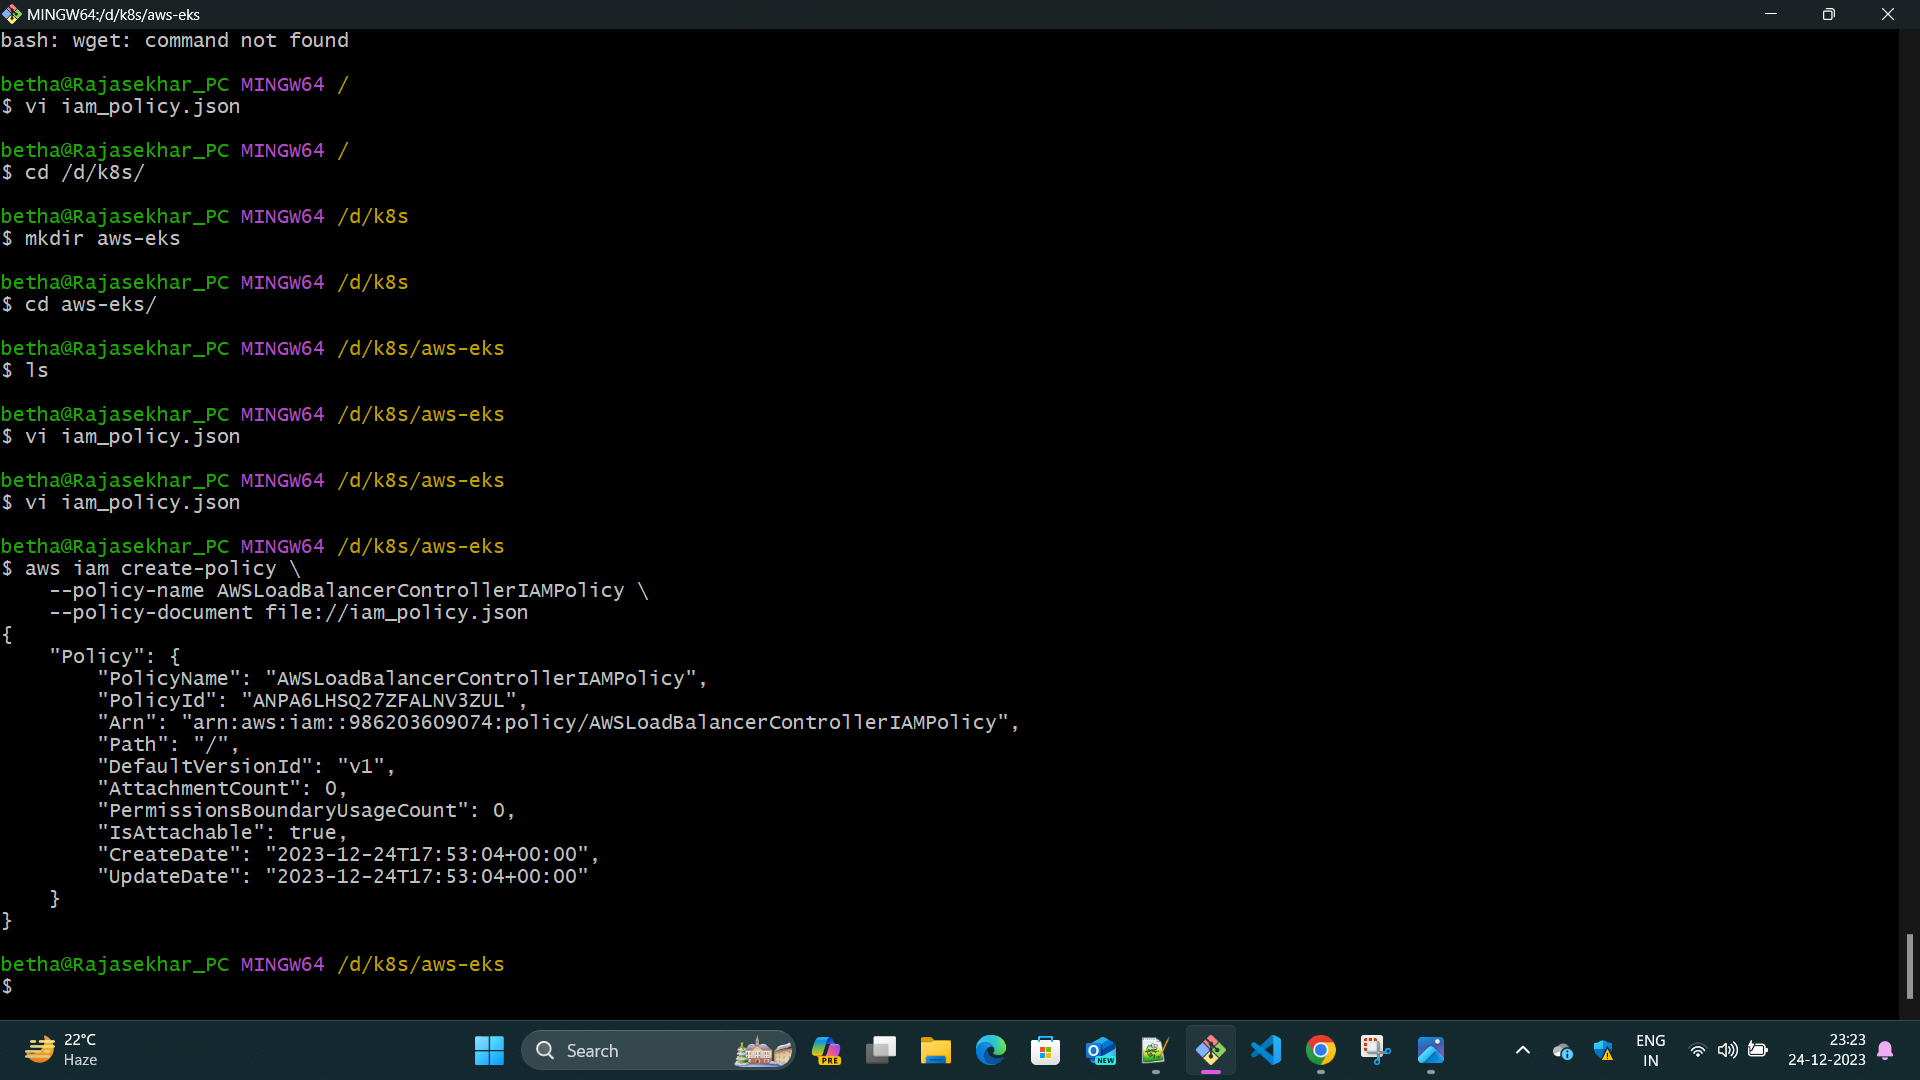 MINGW64:/d/k8s/aws-eks
bash: wget: command not found
betha@Rajasekhar_PC MINGW64 /
$ vi iam_policy.json
betha@Rajasekhar_PC MINGW64 /
$ cd /d/k8s/
betha@Rajasekhar_PC MINGW64 /d/k8s
$ mkdir aws-eks
betha@Rajasekhar_PC MINGW64 /d/k8s
$ cd aws-eks/
betha@Rajasekhar_PC MINGW64 /d/k8s/aws-eks
$ ls
betha@Rajasekhar_PC MINGW64 /d/k8s/aws-eks
$ vi iam_policy.json
betha@Rajasekhar_PC MINGW64 /d/k8s/aws-eks
$ vi iam_policy.json
betha@Rajasekhar_PC MINGW64 /d/k8s/aws-eks
$ aws iam create-policy \
    --policy-name AWSLoadBalancerControllerIAMPolicy \
    --policy-document file://iam_policy.json
{
    "Policy": {
        "PolicyName": "AWSLoadBalancerControllerIAMPolicy",
        "PolicyId": "ANPA6LHSQ27ZFALNV3ZUL",
        "Arn": "arn:aws:iam::986203609074:policy/AWSLoadBalancerControllerIAMPolicy",
        "Path": "/",
        "DefaultVersionId": "v1",
        "AttachmentCount": 0,
        "PermissionsBoundaryUsageCount": 0,
        "IsAttachable": true,
        "CreateDate": "2023-12-24T17:53:04+00:00",
        "UpdateDate": "2023-12-24T17:53:04+00:00"
    }
}
betha@Rajasekhar_PC MINGW64 /d/k8s/aws-eks
$
22°C
Haze
Search
PRE
NEW
ENG
IN
23:23
24-12-2023